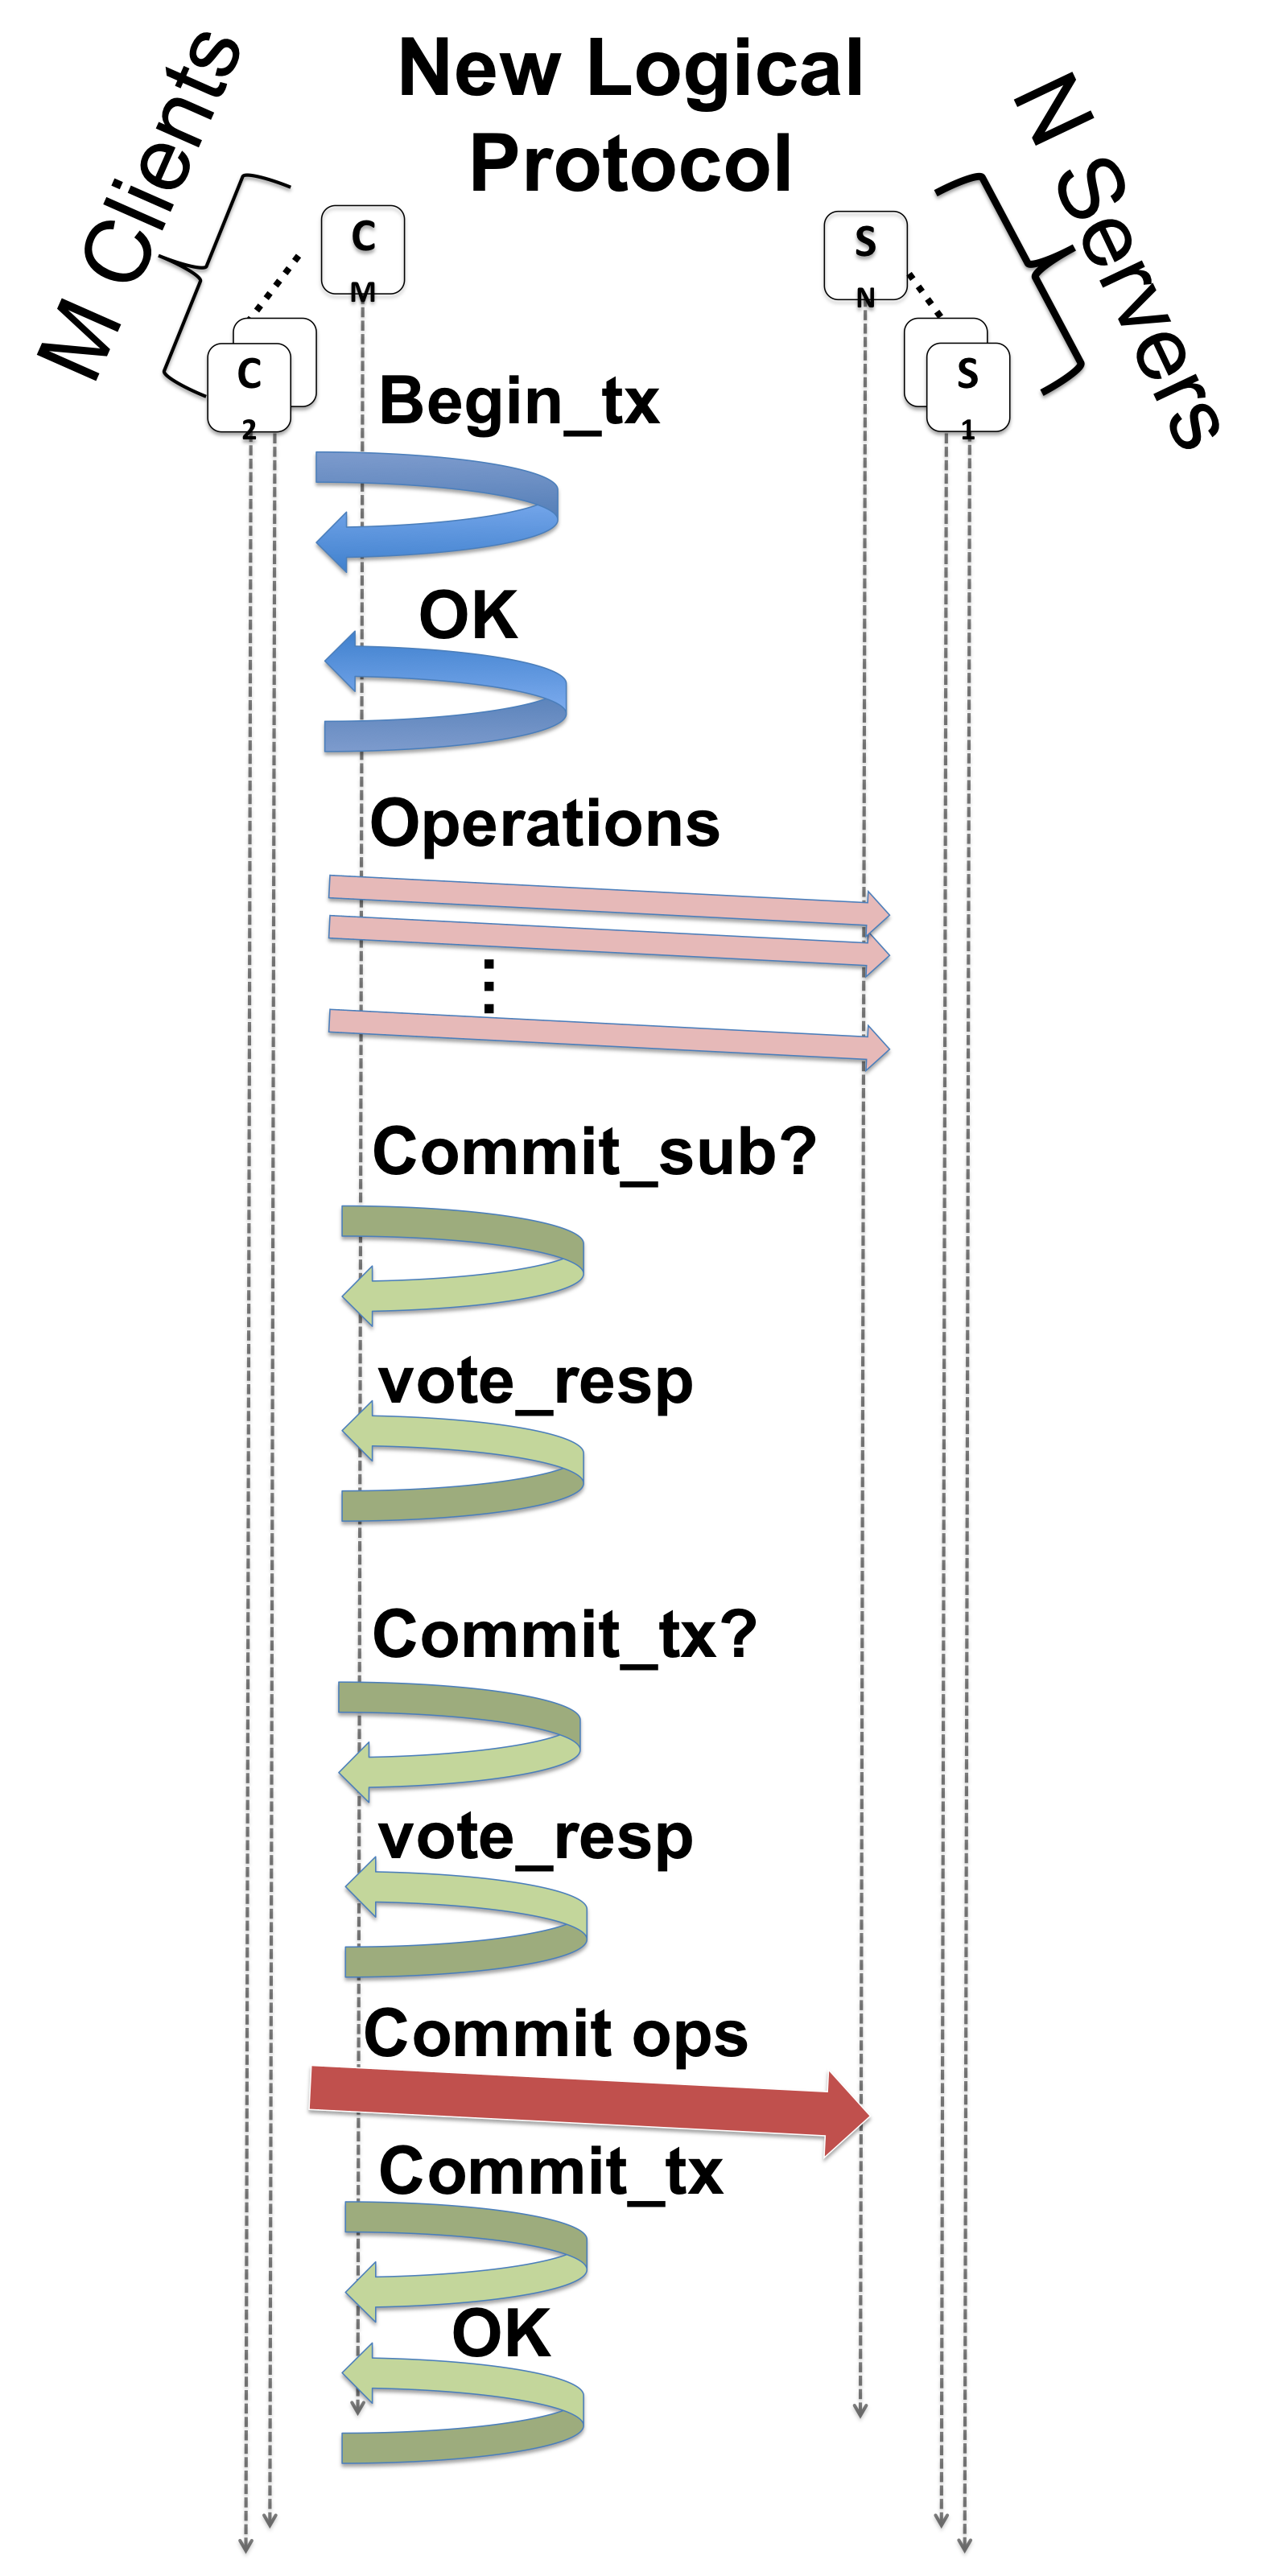 New Logical
Protocol
M Clients
N Servers
C
M
S
N
C
2
S
1
Begin_tx
OK
Operations
Commit_sub?
vote_resp
Commit_tx?
vote_resp
Commit ops
Commit_tx
OK